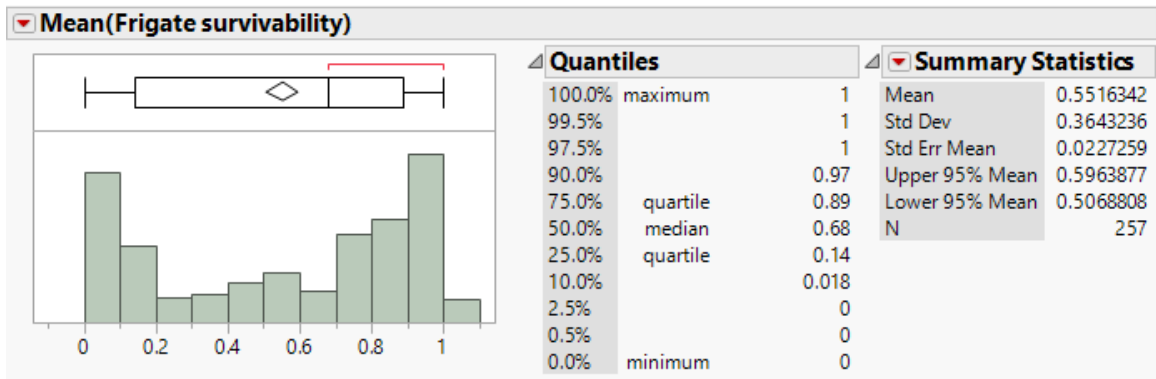 Mean(Frigate survivability)
Quantiles
100.0% maximum 1
99.5% 1
97.5% 1
90.0% 0.97
75.0% quartile 0.89
50.0% median 0.68
25.0% quartile 0.14
10.0% 0.018
2.5% 0
0.5% 0
0.0% minimum 0
Summary Statistics
Mean 0.5516342
Std Dev 0.3643236
Std Err Mean 0.0227259
Upper 95% Mean 0.5963877
Lower 95% Mean 0.5068808
N 257
0 0.2 0.4 0.6 0.8 1